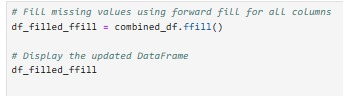 # Fill missing values using forward fill for all columns
df_filled_ffill = combined_df.ffill()
# Display the updated DataFrame
df_filled_ffill